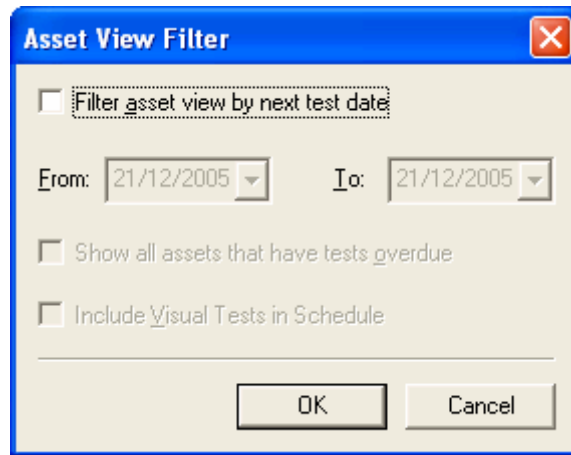 Asset View Filter
Filter asset view by next test date
From: 21/12/2005 To: 21/12/2005
Show all assets that have tests overdue
Include Visual Tests in Schedule
OK Cancel